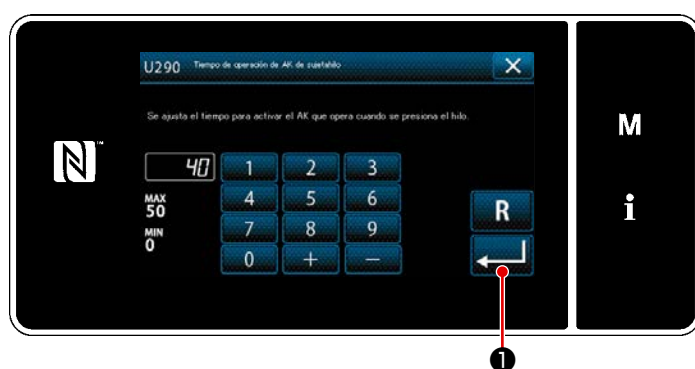 U290 Tiempo de operación de AK de sujetahilo X
Se ajusta el tiempo para activar el AK que opera cuando se presiona el hilo.
N
M
i
40 1 2 3
MAX
50
4 5 6
R
MIN
0
7 8 9
0 + −
❶